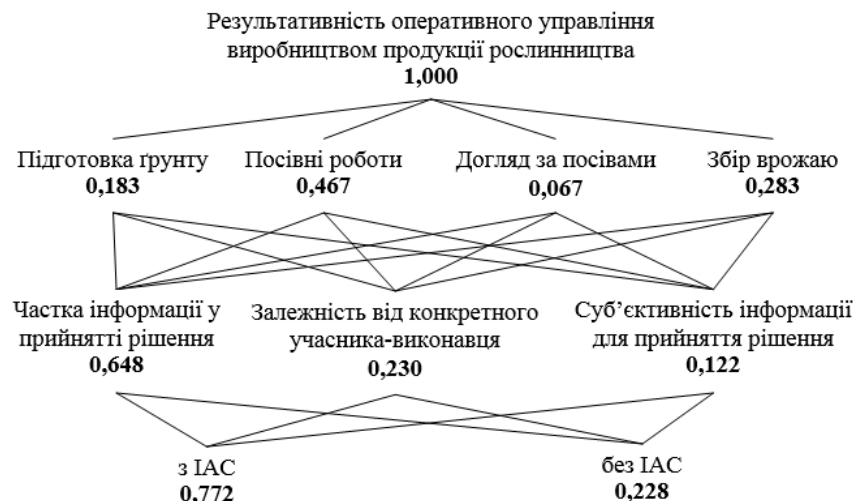 Результативність оперативного управління
виробництвом продукції рослинництва
1,000
Підготовка ґрунту
0,183
Посівні роботи
0,467
Догляд за посівами
0,067
Збір врожаю
0,283
Частка інформації у
прийнятті рішення
0,648
Залежність від конкретного
учасника-виконавця
0,230
Суб’єктивність інформації
для прийняття рішення
0,122
з ІАС
0,772
без ІАС
0,228